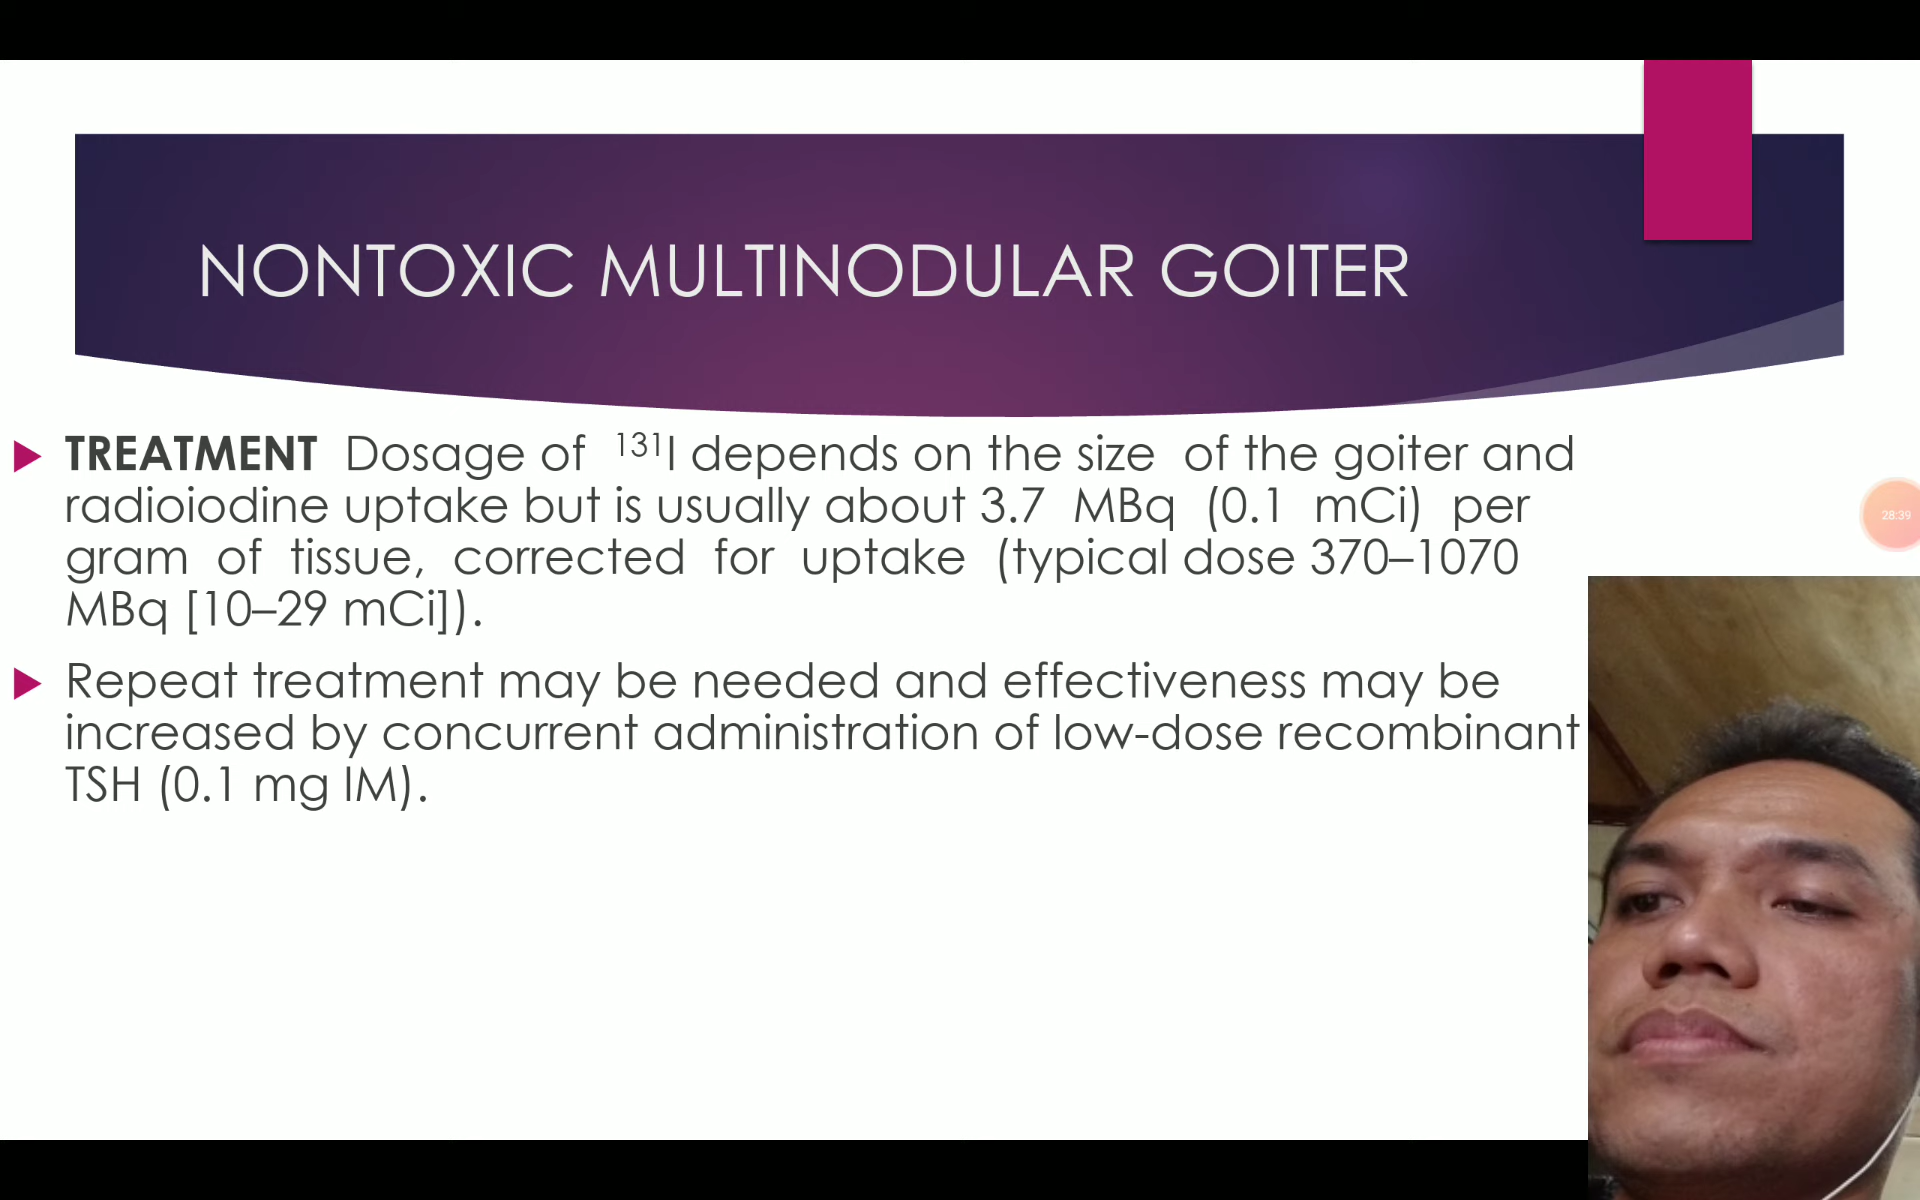 NONTOXIC MULTINODULAR GOITER
TREATMENT Dosage of ¹³¹I depends on the size of the goiter and
radioiodine uptake but is usually about 3.7 MBq (0.1 mCi) per
gram of tissue, corrected for uptake (typical dose 370–1070
MBq [10–29 mCi]).
28:39
Repeat treatment may be needed and effectiveness may be
increased by concurrent administration of low-dose recombinant
TSH (0.1 mg IM).